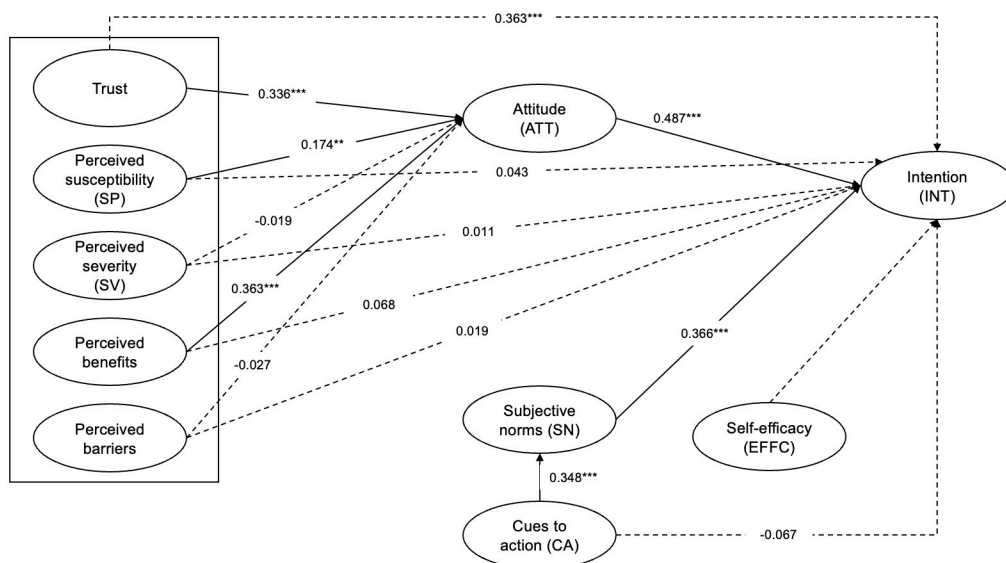 0.363***
Trust
0.336***
Attitude
(ATT)
0.487***
Perceived
susceptibility
(SP)
0.174**
0.043
Intention
(INT)
-0.019
Perceived
severity
(SV)
0.011
0.363***
0.068
Perceived
benefits
0.019
0.366***
-0.027
Perceived
barriers
Subjective
norms (SN)
Self-efficacy
(EFFC)
0.348***
Cues to
action (CA)
-0.067